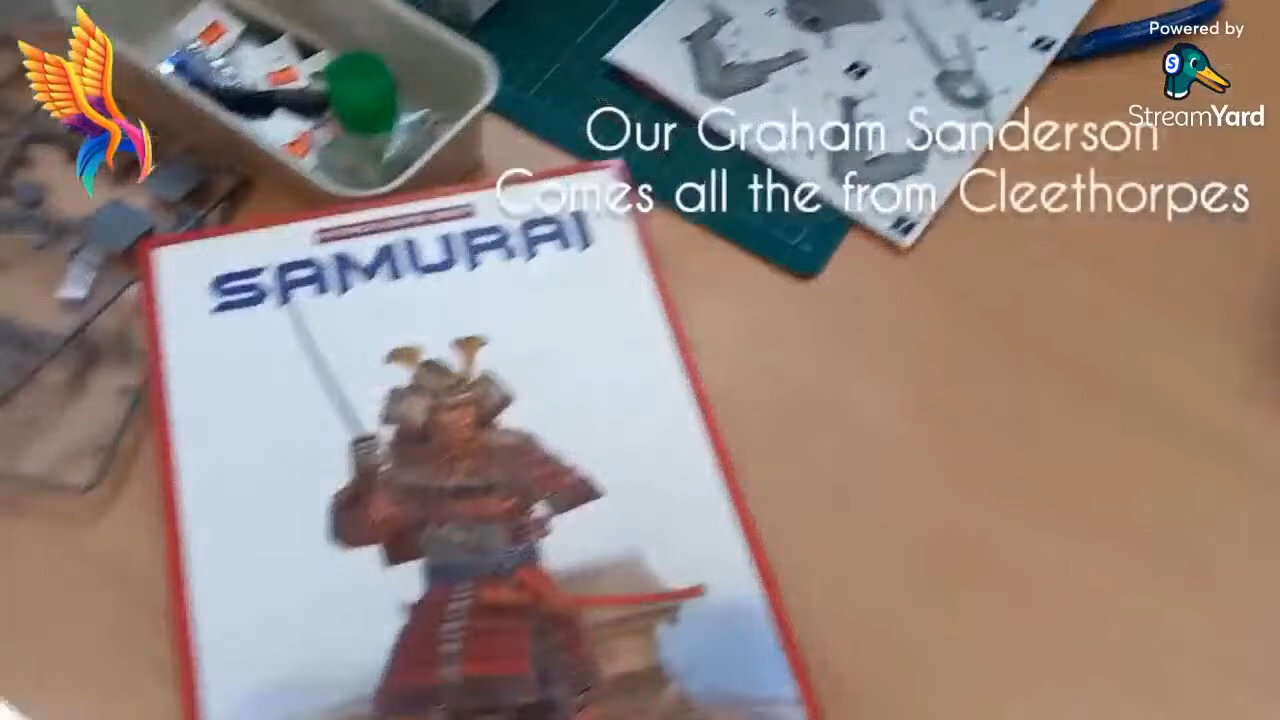 Powered by
StreamYard
Our Graham Sanderson
Comes all the from Cleethorpes
SAMURAI